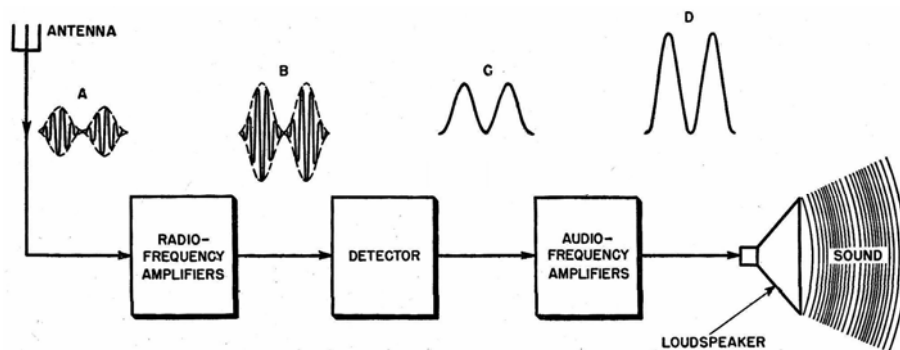 ANTENNA
A
B
C
D
RADIO-
FREQUENCY
AMPLIFIERS
DETECTOR
AUDIO-
FREQUENCY
AMPLIFIERS
SOUND
LOUDSPEAKER